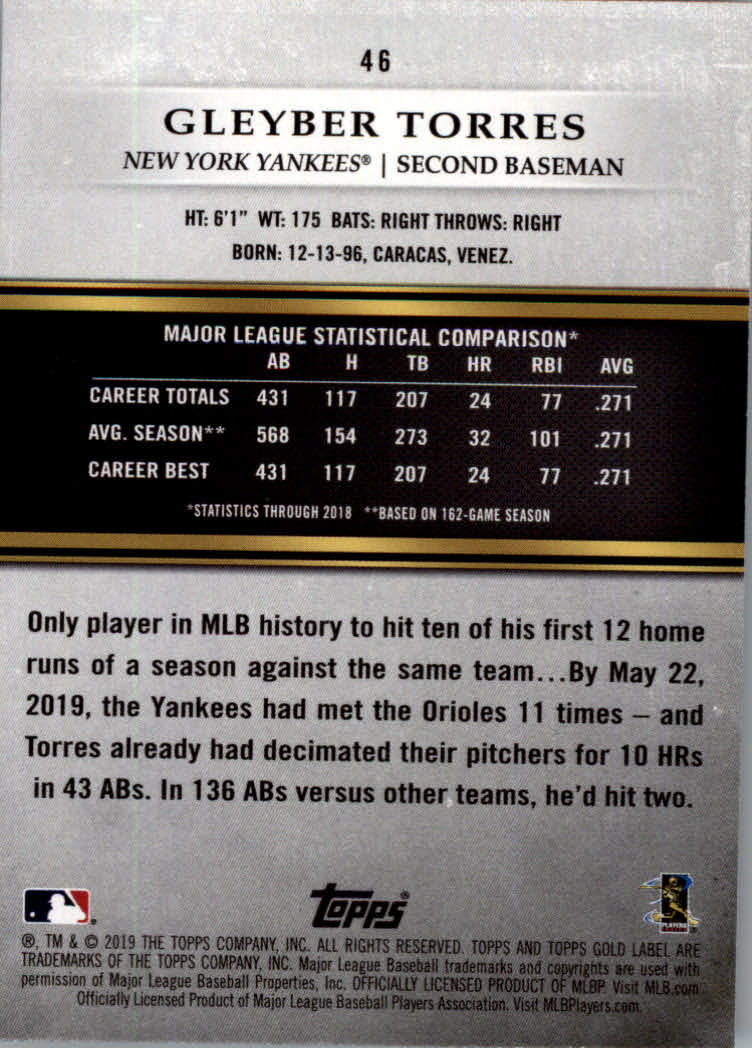 46
GLEYBER TORRES
NEW YORK YANKEES® | SECOND BASEMAN
HT: 6'1" WT: 175 BATS: RIGHT THROWS: RIGHT
BORN: 12-13-96, CARACAS, VENEZ.
MAJOR LEAGUE STATISTICAL COMPARISON*
AB H TB HR RBI AVG
CAREER TOTALS 431 117 207 24 77 .271
AVG. SEASON** 568 154 273 32 101 .271
CAREER BEST 431 117 207 24 77 .271
*STATISTICS THROUGH 2018 **BASED ON 162-GAME SEASON
Only player in MLB history to hit ten of his first 12 home
runs of a season against the same team...By May 22,
2019, the Yankees had met the Orioles 11 times – and
Torres already had decimated their pitchers for 10 HRs
in 43 ABs. In 136 ABs versus other teams, he'd hit two.
topps®
PLAYERS
®, TM & © 2019 THE TOPPS COMPANY, INC. ALL RIGHTS RESERVED. TOPPS AND TOPPS GOLD LABEL ARE
TRADEMARKS OF THE TOPPS COMPANY, INC. Major League Baseball trademarks and copyrights are used with
permission of Major League Baseball Properties, Inc. OFFICIALLY LICENSED PRODUCT OF MLBP. Visit MLB.com
Officially Licensed Product of Major League Baseball Players Association. Visit MLBPlayers.com.